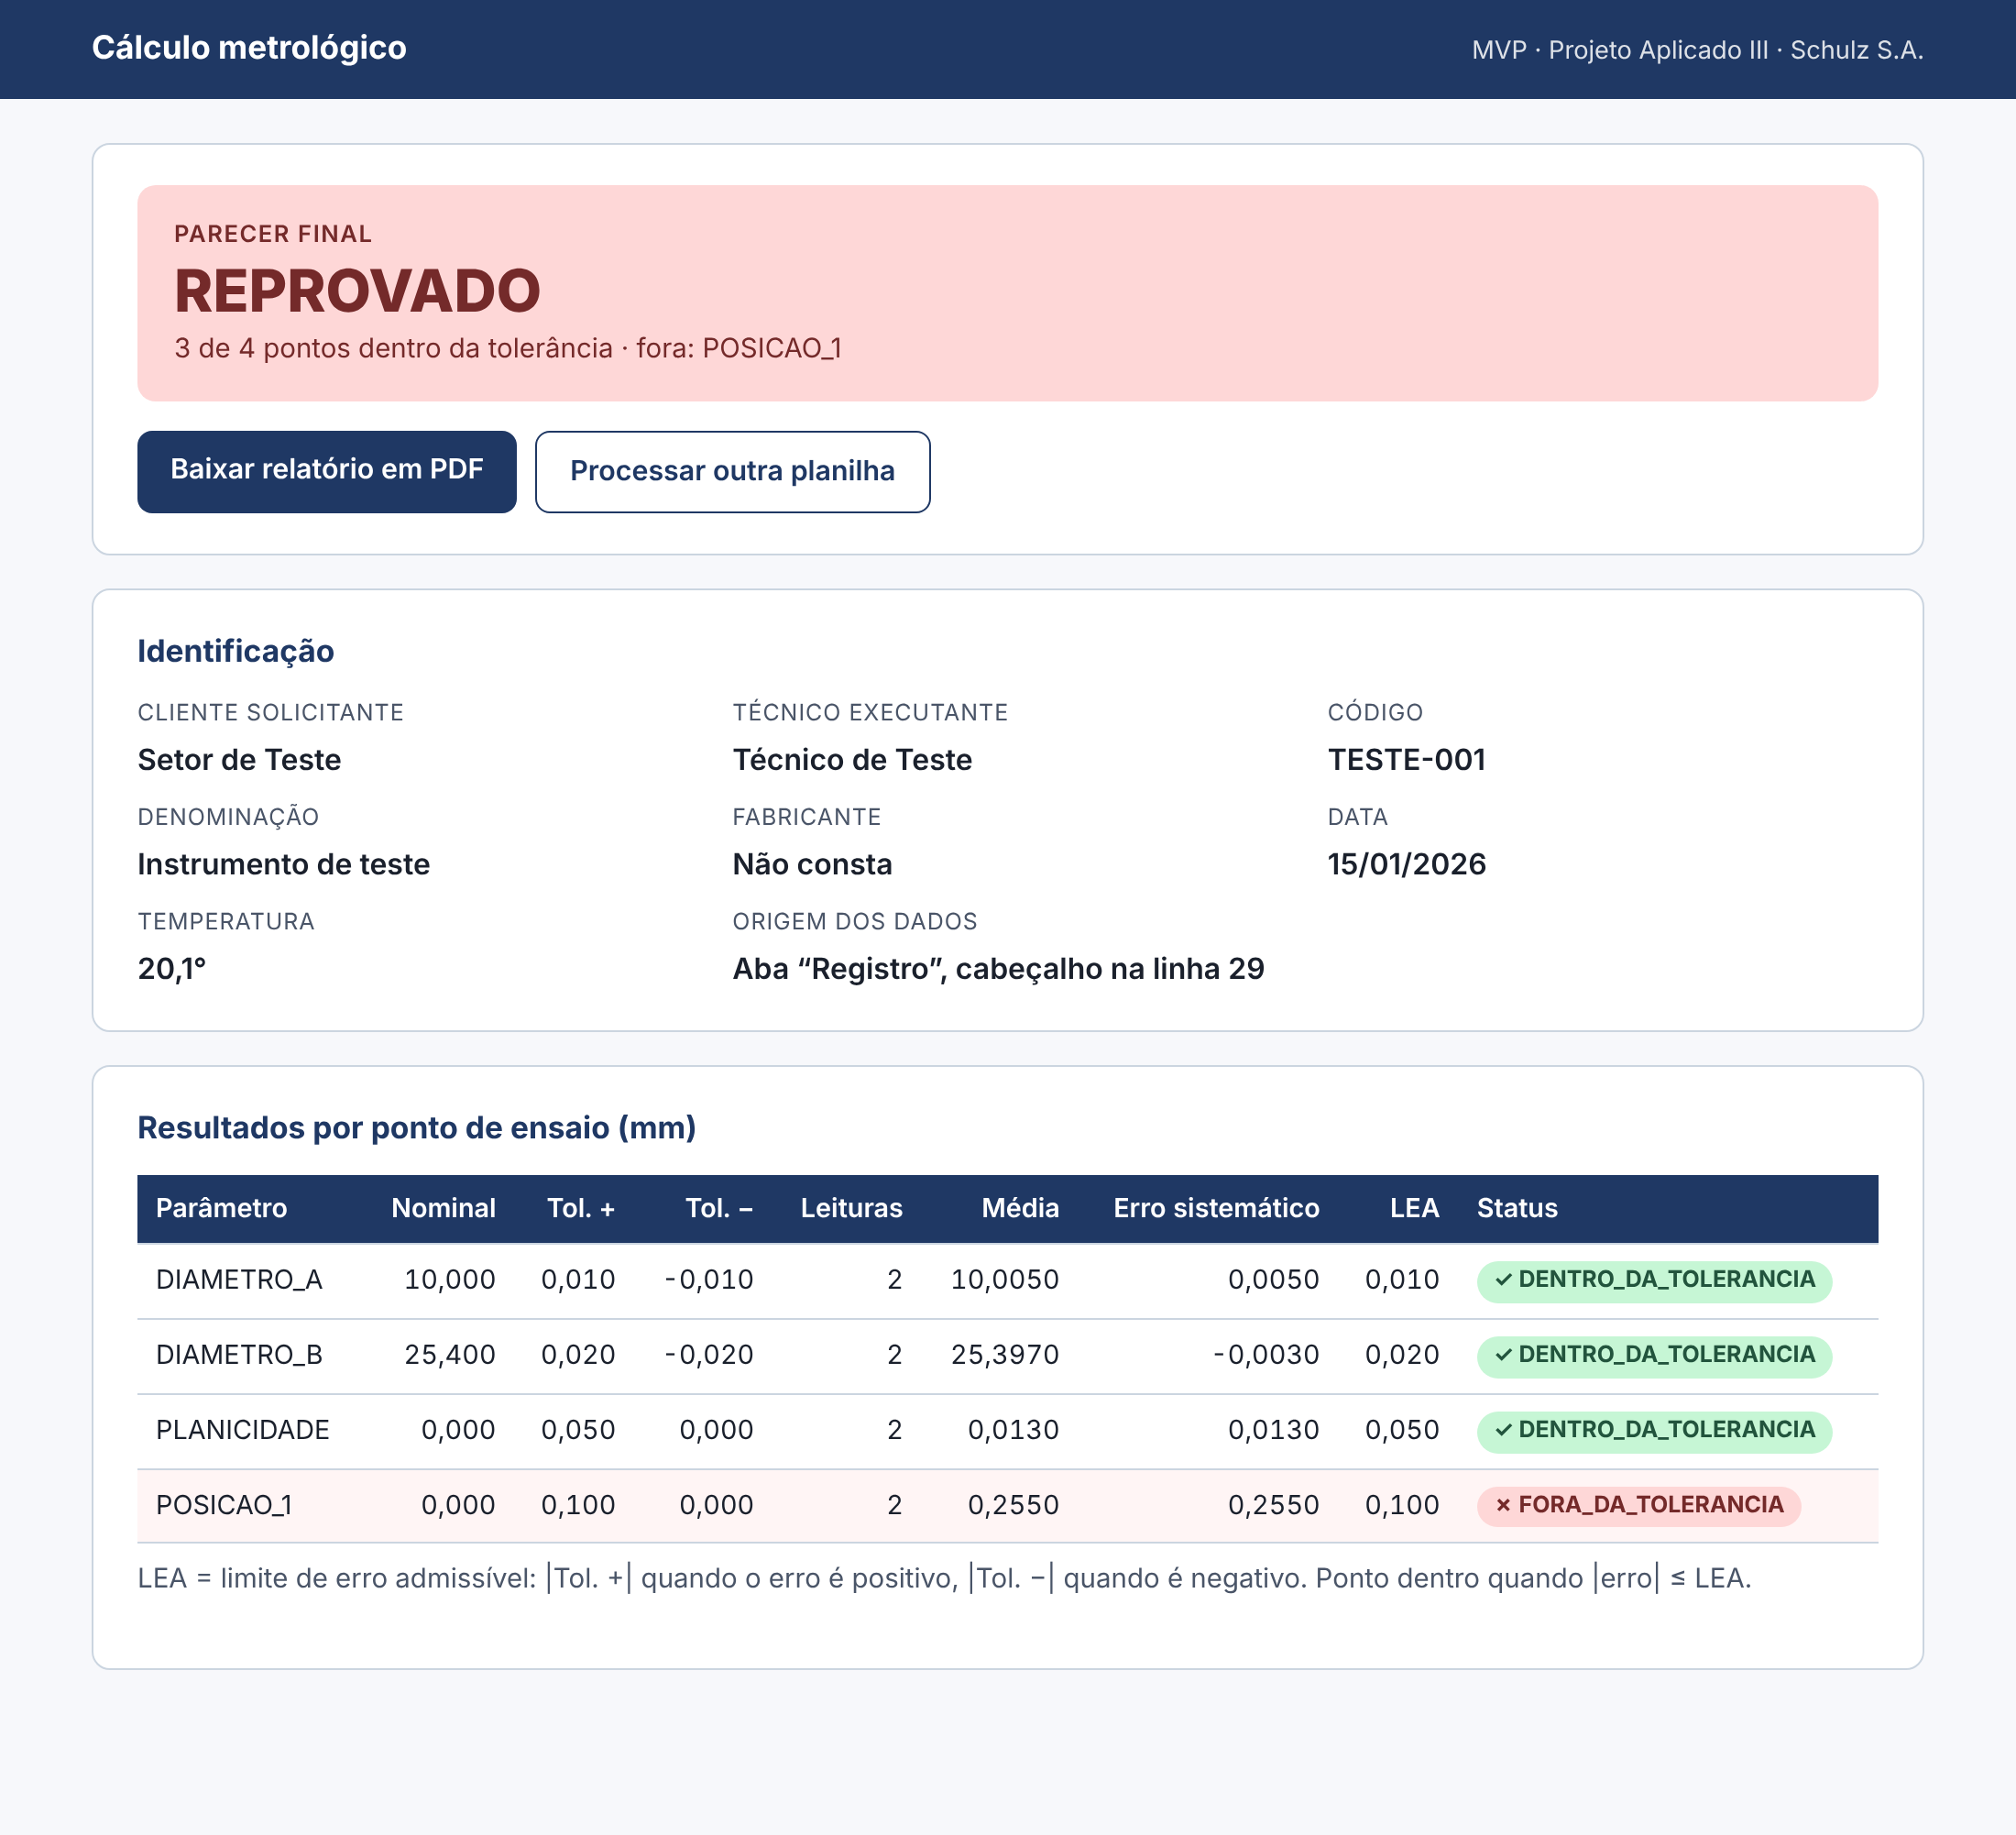 Cálculo metrológico
MVP · Projeto Aplicado III · Schulz S.A.
PARECER FINAL
REPROVADO
3 de 4 pontos dentro da tolerância · fora: POSICAO_1
Baixar relatório em PDF
Processar outra planilha
Identificação
CLIENTE SOLICITANTE
Setor de Teste
TÉCNICO EXECUTANTE
Técnico de Teste
CÓDIGO
TESTE-001
DENOMINAÇÃO
Instrumento de teste
FABRICANTE
Não consta
DATA
15/01/2026
TEMPERATURA
20,1°
ORIGEM DOS DADOS
Aba “Registro”, cabeçalho na linha 29
Resultados por ponto de ensaio (mm)
Parâmetro Nominal Tol. + Tol. − Leituras Média Erro sistemático LEA Status
DIAMETRO_A 10,000 0,010 -0,010 2 10,0050 0,0050 0,010 ✓ DENTRO_DA_TOLERANCIA
DIAMETRO_B 25,400 0,020 -0,020 2 25,3970 -0,0030 0,020 ✓ DENTRO_DA_TOLERANCIA
PLANICIDADE 0,000 0,050 0,000 2 0,0130 0,0130 0,050 ✓ DENTRO_DA_TOLERANCIA
POSICAO_1 0,000 0,100 0,000 2 0,2550 0,2550 0,100 × FORA_DA_TOLERANCIA
LEA = limite de erro admissível: |Tol. +| quando o erro é positivo, |Tol. −| quando é negativo. Ponto dentro quando |erro| ≤ LEA.